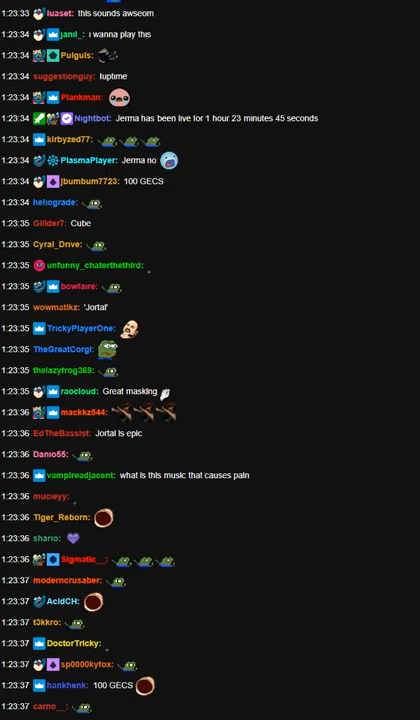 1:23:33 luaset: this sounds awseom
1:23:34 janil_: i wanna play this
1:23:34 Pulguis:
1:23:34 suggestionguy: !uptime
1:23:34 Plankman:
1:23:34 Nightbot: Jerma has been live for 1 hour 23 minutes 45 seconds
1:23:34 kirbyzed77:
1:23:34 PlasmaPlayer: Jerma no
1:23:34 jbumbum7723: 100 GECS
1:23:34 heliograde:
1:23:35 Glilder7: Cube
1:23:35 Cyral_Drive:
1:23:35 unfunny_chaterthethird:
1:23:35 bowfaire:
1:23:35 wowmatikz: 'Jortal'
1:23:35 TrickyPlayerOne:
1:23:35 TheGreatCorgi:
1:23:35 thelazyfrog369:
1:23:35 raocloud: Great masking
1:23:36 mackkz544:
1:23:36 EdTheBassist: Jortal is epic
1:23:36 Danio55:
1:23:36 vampireadjacent: what is this music that causes pain
1:23:36 mucieyy:
1:23:36 Tiger_Reborn:
1:23:36 shario:
1:23:36 Sigmatic__:
1:23:37 moderncrusaber:
1:23:37 AcidCH:
1:23:37 t3kkro:
1:23:37 DoctorTricky:
1:23:37 sp0000kyfox:
1:23:37 hankhenk: 100 GECS
1:23:37 carno__: